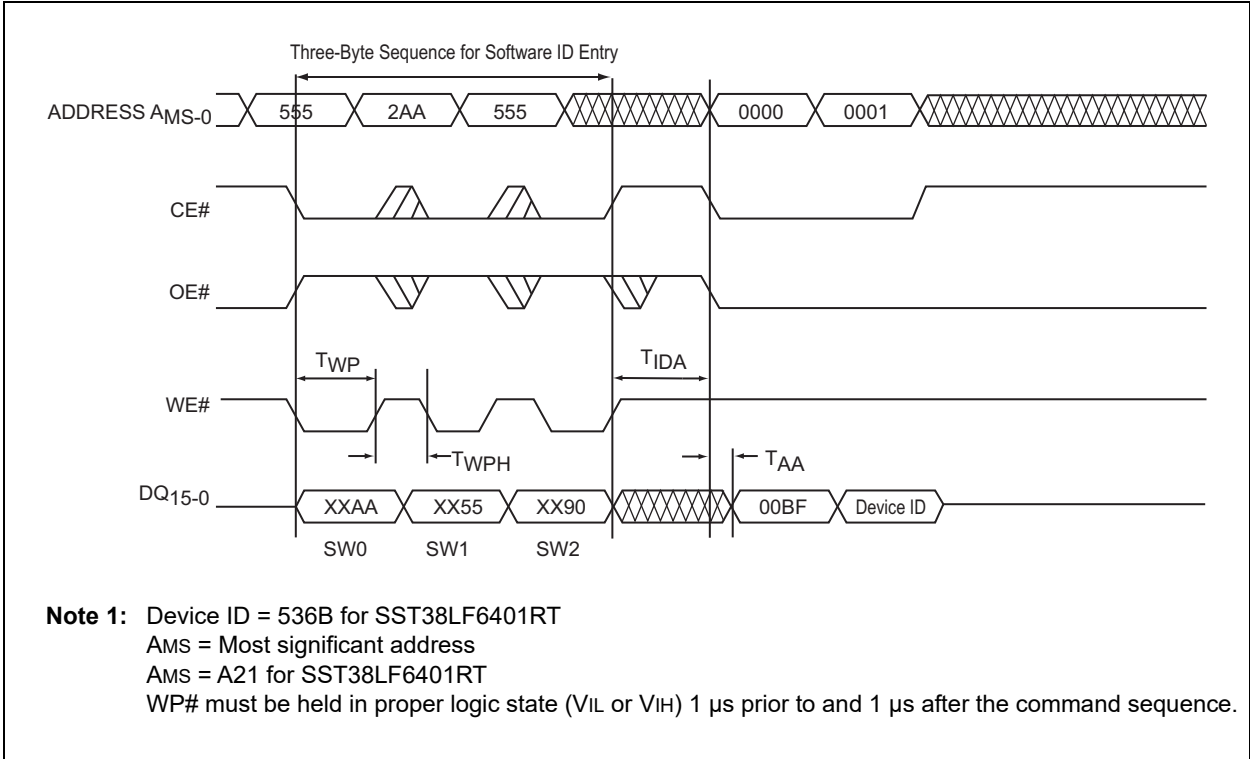 Three-Byte Sequence for Software ID Entry
ADDRESS AMS-0
555
2AA
555
0000
0001
CE#
OE#
TWP
TIDA
WE#
TWPH
TAA
DQ15-0
XXAA
XX55
XX90
00BF
Device ID
SW0
SW1
SW2
Note 1: Device ID = 536B for SST38LF6401RT
AMS = Most significant address
AMS = A21 for SST38LF6401RT
WP# must be held in proper logic state (VIL or VIH) 1 µs prior to and 1 µs after the command sequence.